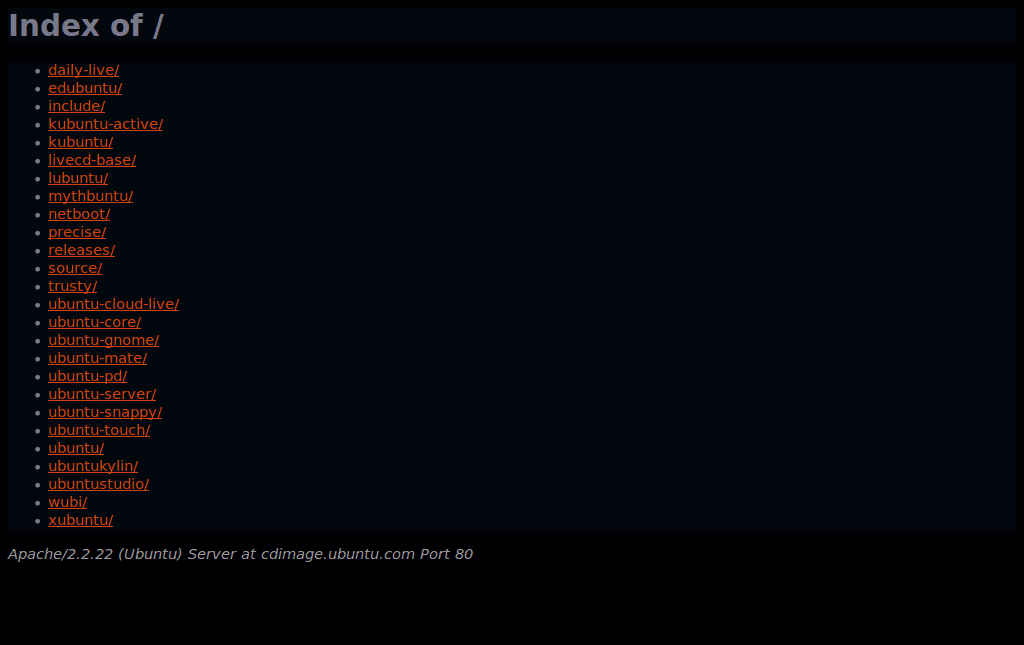 Index of /
daily-live/
edubuntu/
include/
kubuntu-active/
kubuntu/
livecd-base/
lubuntu/
mythbuntu/
netboot/
precise/
releases/
source/
trusty/
ubuntu-cloud-live/
ubuntu-core/
ubuntu-gnome/
ubuntu-mate/
ubuntu-pd/
ubuntu-server/
ubuntu-snappy/
ubuntu-touch/
ubuntu/
ubuntukylin/
ubuntustudio/
wubi/
xubuntu/
Apache/2.2.22 (Ubuntu) Server at cdimage.ubuntu.com Port 80